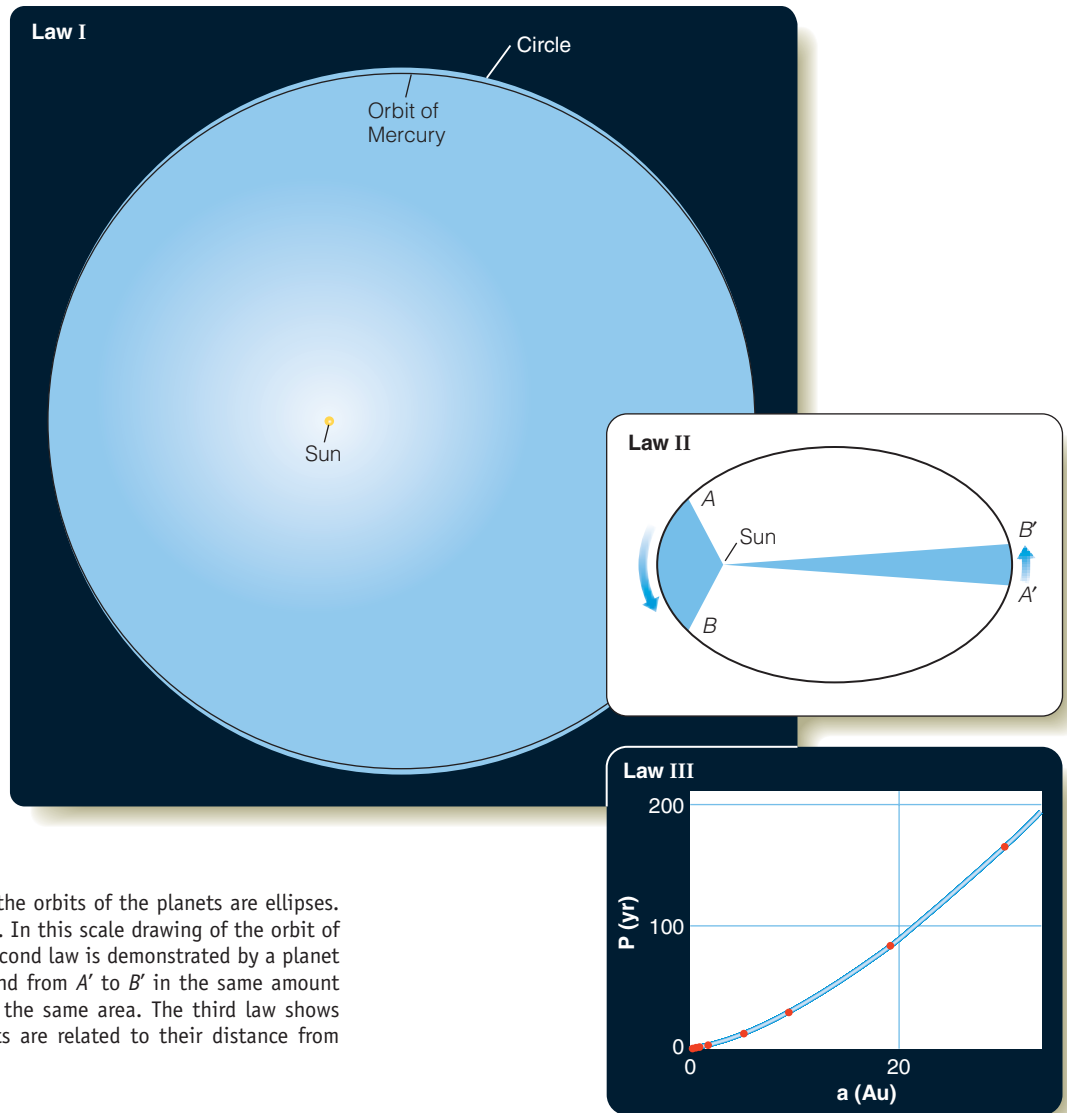 Law I
Circle
Orbit of
Mercury
Sun
Law II
A
Sun
B
B′
A′
Law III
P (yr)
200
100
0
0
20
a (Au)
the orbits of the planets are ellipses.
. In this scale drawing of the orbit of
cond law is demonstrated by a planet
nd from A′ to B′ in the same amount
the same area. The third law shows
ts are related to their distance from